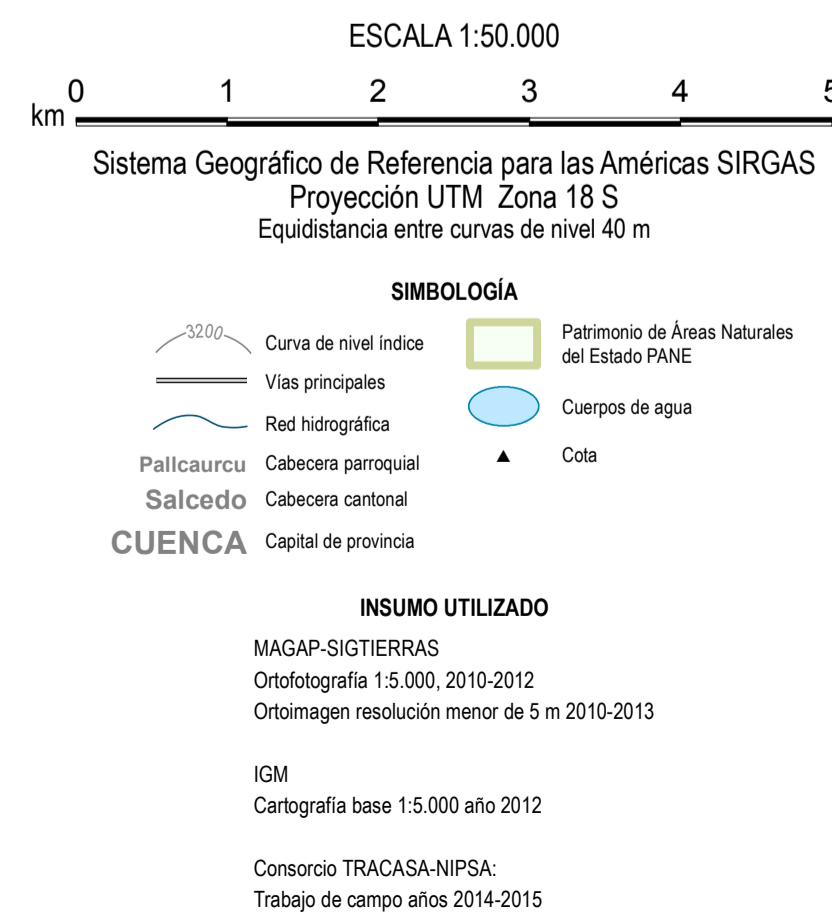 ESCALA 1:50.000
0 1 2 3 4 5
km
Sistema Geográfico de Referencia para las Américas SIRGAS
Proyección UTM Zona 18 S
Equidistancia entre curvas de nivel 40 m
SIMBOLOGÍA
3200
Curva de nivel índice
Vías principales
Red hidrográfica
Pallcaurcu Cabecera parroquial
Salcedo Cabecera cantonal
CUENCA Capital de provincia
Patrimonio de Áreas Naturales
del Estado PANE
Cuerpos de agua
Cota
INSUMO UTILIZADO
MAGAP-SIGTIERRAS
Ortofotografía 1:5.000, 2010-2012
Ortoimagen resolución menor de 5 m 2010-2013
IGM
Cartografía base 1:5.000 año 2012
Consorcio TRACASA-NIPSA:
Trabajo de campo años 2014-2015